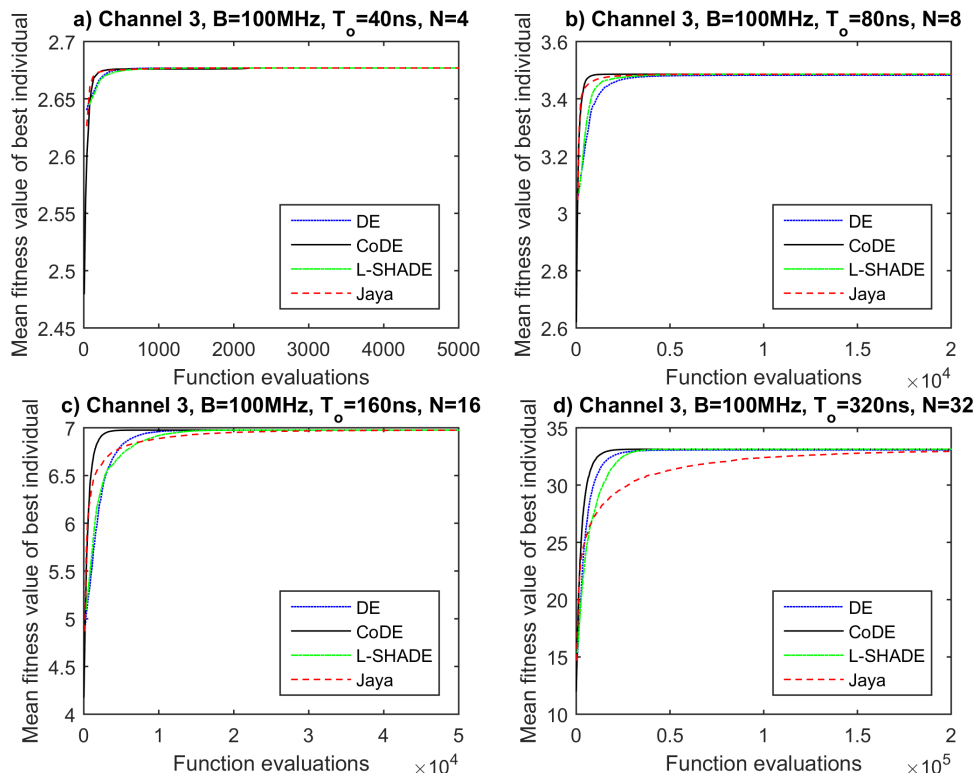 a) Channel 3, B=100MHz, To=40ns, N=4
Mean fitness value of best individual
2.7
2.65
2.6
2.55
2.5
2.45
DE
CoDE
L-SHADE
Jaya
0 1000 2000 3000 4000 5000
Function evaluations
b) Channel 3, B=100MHz, To=80ns, N=8
Mean fitness value of best individual
3.6
3.4
3.2
3
2.8
2.6
DE
CoDE
L-SHADE
Jaya
0 0.5 1 1.5 2
Function evaluations
×10^4
c) Channel 3, B=100MHz, To=160ns, N=16
Mean fitness value of best individual
7
6.5
6
5.5
5
4.5
4
DE
CoDE
L-SHADE
Jaya
0 1 2 3 4 5
Function evaluations
×10^4
d) Channel 3, B=100MHz, To=320ns, N=32
Mean fitness value of best individual
35
30
25
20
15
10
DE
CoDE
L-SHADE
Jaya
0 0.5 1 1.5 2
Function evaluations
×10^5